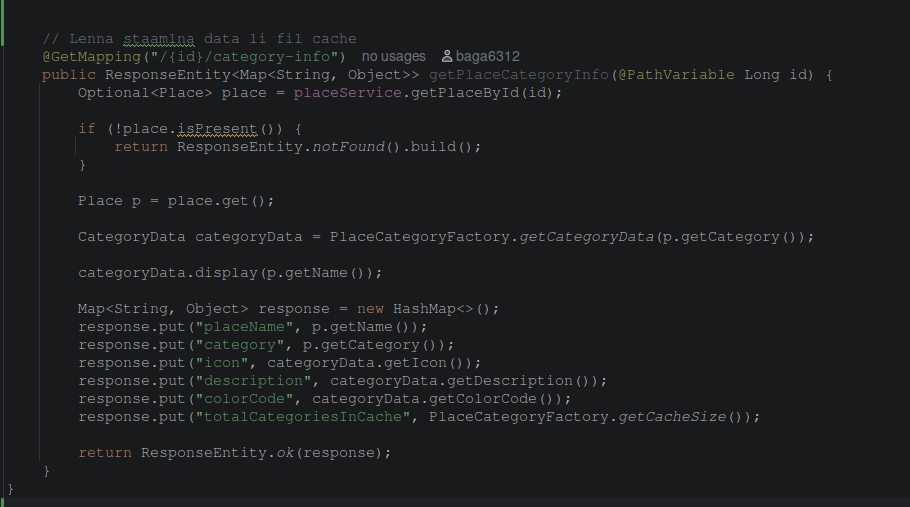 // Lenna staamlna data li fil cache
@GetMapping("/{id}/category-info") no usages baga6312
public ResponseEntity<Map<String, Object>> getPlaceCategoryInfo(@PathVariable Long id) {
Optional<Place> place = placeService.getPlaceById(id);
if (!place.isPresent()) {
return ResponseEntity.notFound().build();
}
Place p = place.get();
CategoryData categoryData = PlaceCategoryFactory.getCategoryData(p.getCategory());
categoryData.display(p.getName());
Map<String, Object> response = new HashMap<>();
response.put("placeName", p.getName());
response.put("category", p.getCategory());
response.put("icon", categoryData.getIcon());
response.put("description", categoryData.getDescription());
response.put("colorCode", categoryData.getColorCode());
response.put("totalCategoriesInCache", PlaceCategoryFactory.getCacheSize());
return ResponseEntity.ok(response);
}
}